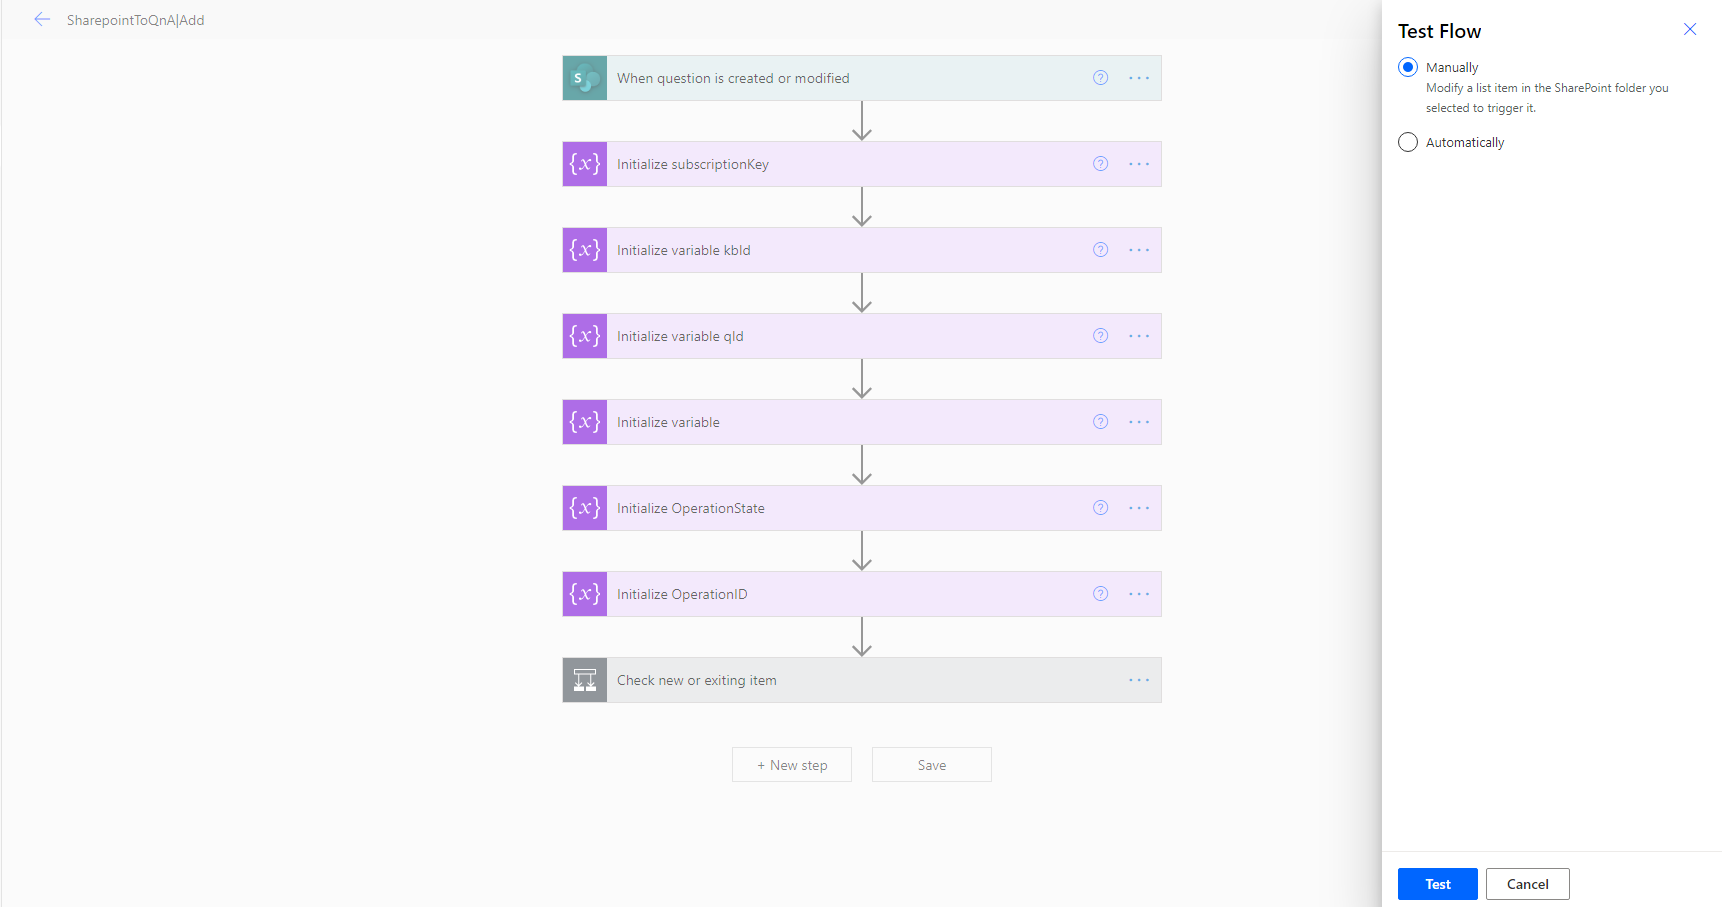 SharepointToQnA|Add
When question is created or modified
Initialize subscriptionKey
Initialize variable kbId
Initialize variable qId
Initialize variable
Initialize OperationState
Initialize OperationID
Check new or exiting item
+ New step
Save
Test Flow
Manually
Modify a list item in the SharePoint folder you
selected to trigger it.
Automatically
Test
Cancel